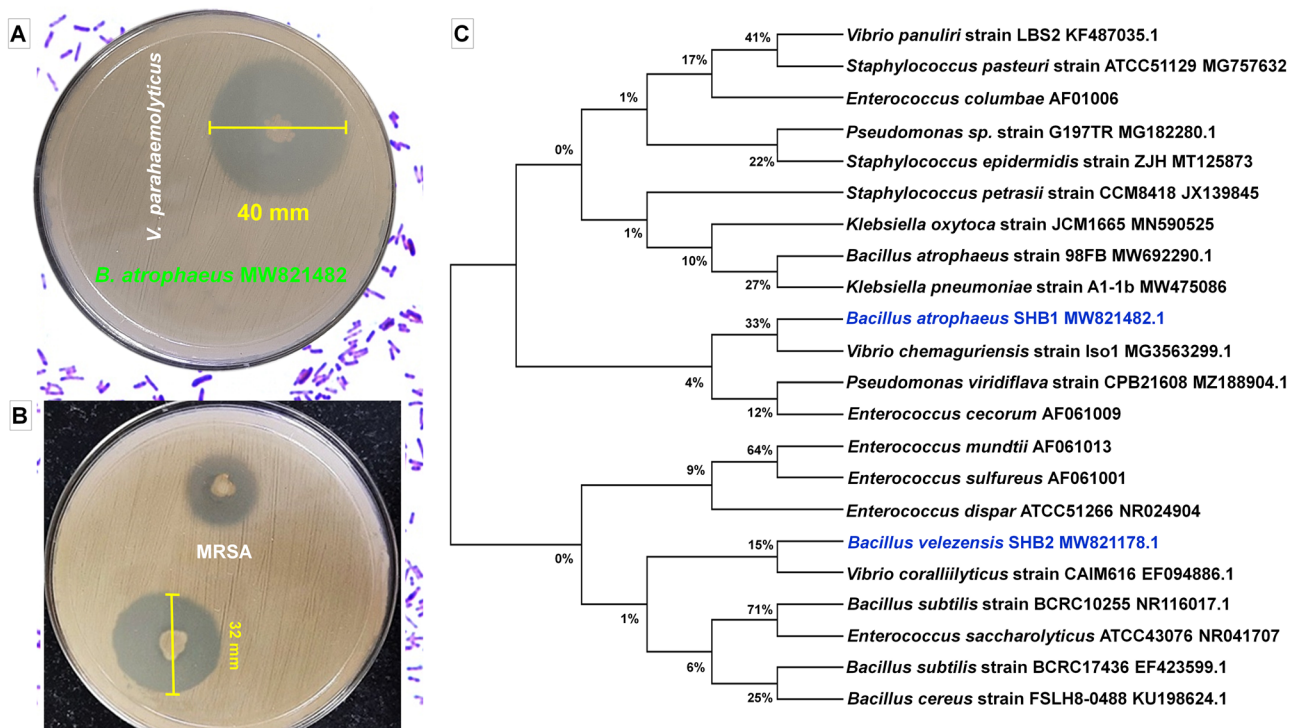 A
V. parahaemolyticus
40 mm
B. atrophaeus MW821482
B
MRSA
32 mm
C
41%
17%
1%
0%
22%
1%
10%
27%
33%
4%
12%
64%
9%
0%
15%
1%
71%
6%
25%
Vibrio panuliri strain LBS2 KF487035.1
Staphylococcus pasteuri strain ATCC51129 MG757632
Enterococcus columbae AF01006
Pseudomonas sp. strain G197TR MG182280.1
Staphylococcus epidermidis strain ZJH MT125873
Staphylococcus petrasii strain CCM8418 JX139845
Klebsiella oxytoca strain JCM1665 MN590525
Bacillus atrophaeus strain 98FB MW692290.1
Klebsiella pneumoniae strain A1-1b MW475086
Bacillus atrophaeus SHB1 MW821482.1
Vibrio chemaguriensis strain Iso1 MG3563299.1
Pseudomonas viridiflava strain CPB21608 MZ188904.1
Enterococcus cecorum AF061009
Enterococcus mundtii AF061013
Enterococcus sulfureus AF061001
Enterococcus dispar ATCC51266 NR024904
Bacillus velezensis SHB2 MW821178.1
Vibrio coralliilyticus strain CAIM616 EF094886.1
Bacillus subtilis strain BCRC10255 NR116017.1
Enterococcus saccharolyticus ATCC43076 NR041707
Bacillus subtilis strain BCRC17436 EF423599.1
Bacillus cereus strain FSLH8-0488 KU198624.1